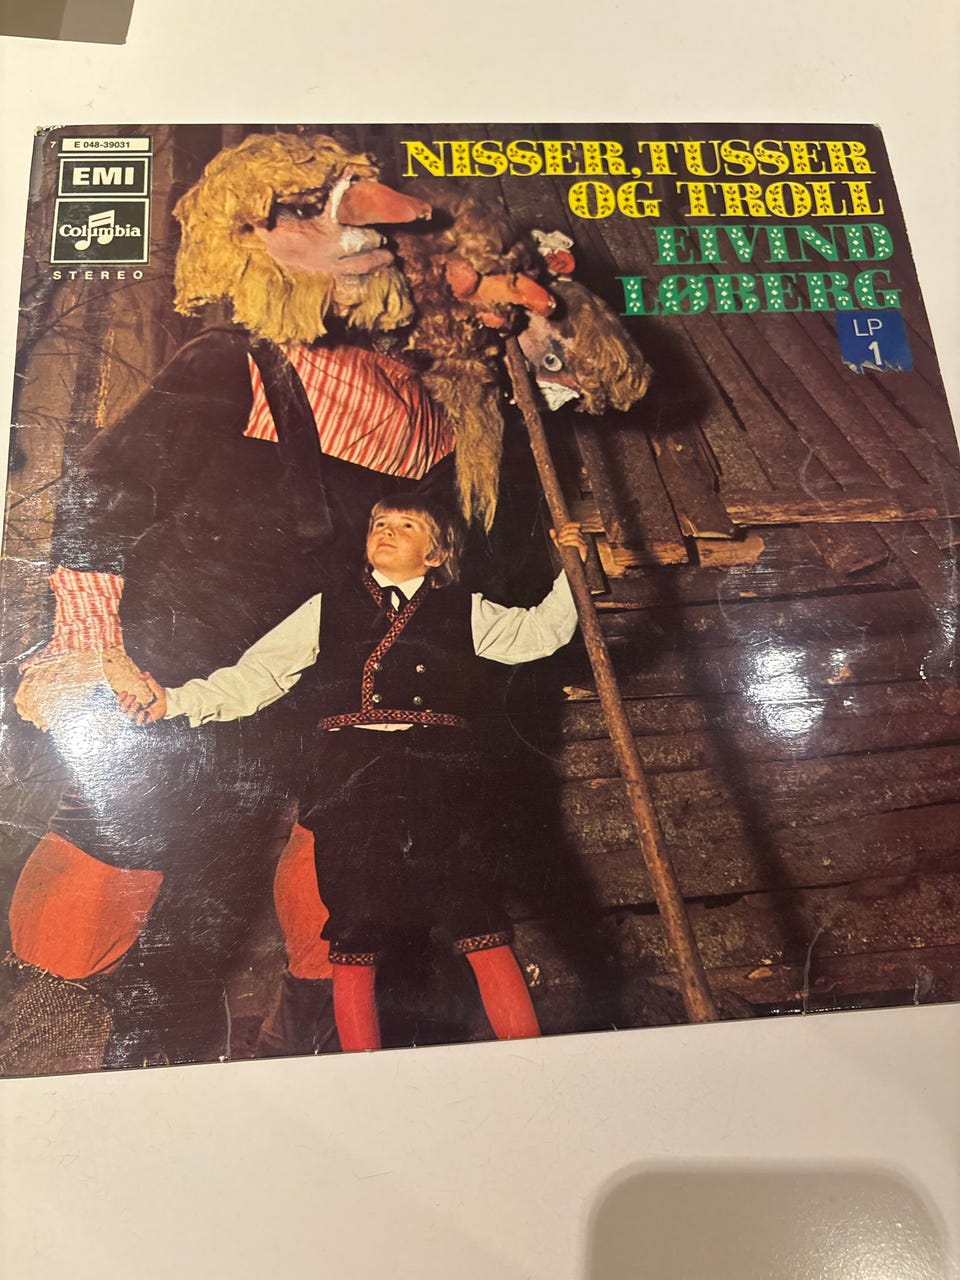 7 E 048-39031
EMI
Columbia
STEREO
NISSER, TUSSER
OG TROLL
EIVIND
LØBERG
LP
1